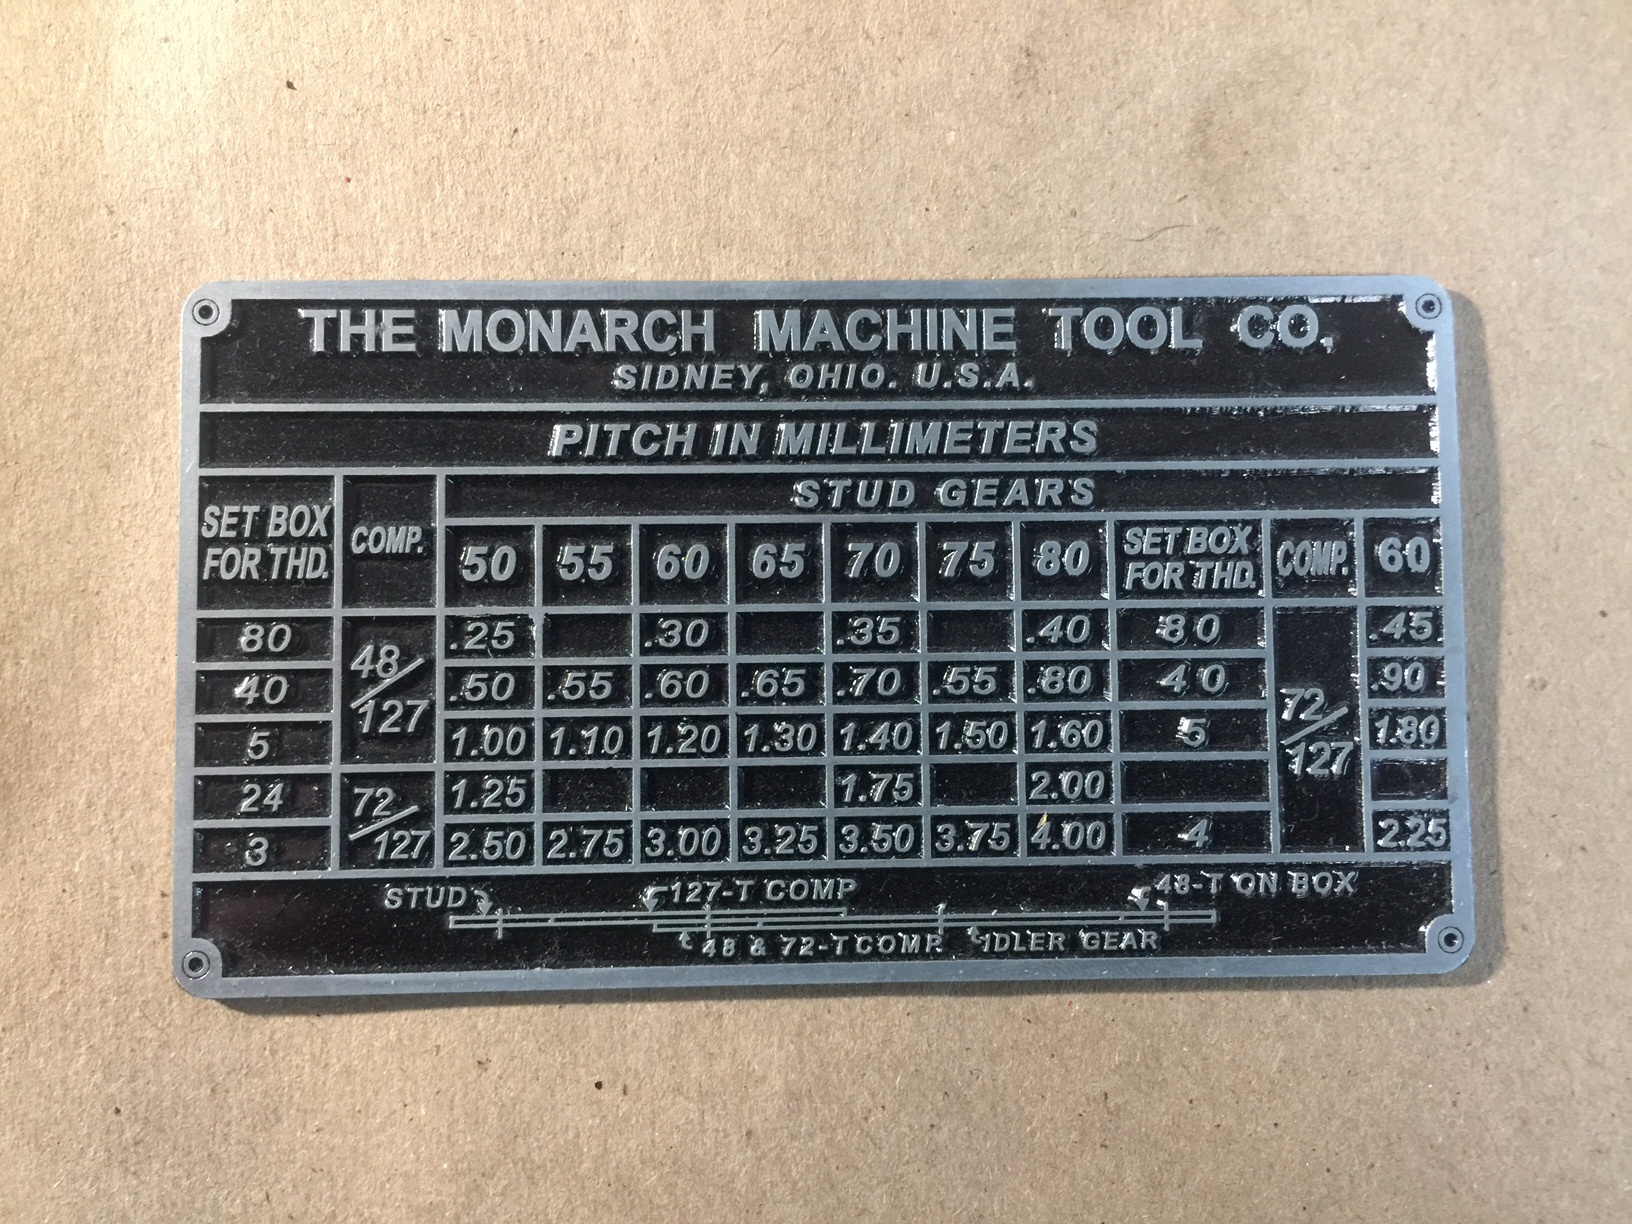 THE MONARCH MACHINE TOOL CO.
SIDNEY, OHIO. U.S.A.
PITCH IN MILLIMETERS
STUD GEARS
SET BOX FOR THD. COMP. 50 55 60 65 70 75 80 SET BOX FOR THD. COMP. 60
80 48/127 .25 .30 .35 .40 80 72/127 .45
40 .50 .55 .60 .65 .70 .55 .80 40 .90
5 1.00 1.10 1.20 1.30 1.40 1.50 1.60 5 1.80
24 72/127 1.25 1.75 2.00
3 2.50 2.75 3.00 3.25 3.50 3.75 4.00 4 2.25
STUD 127-T COMP 48-T ON BOX
48 & 72-T COMP. IDLER GEAR